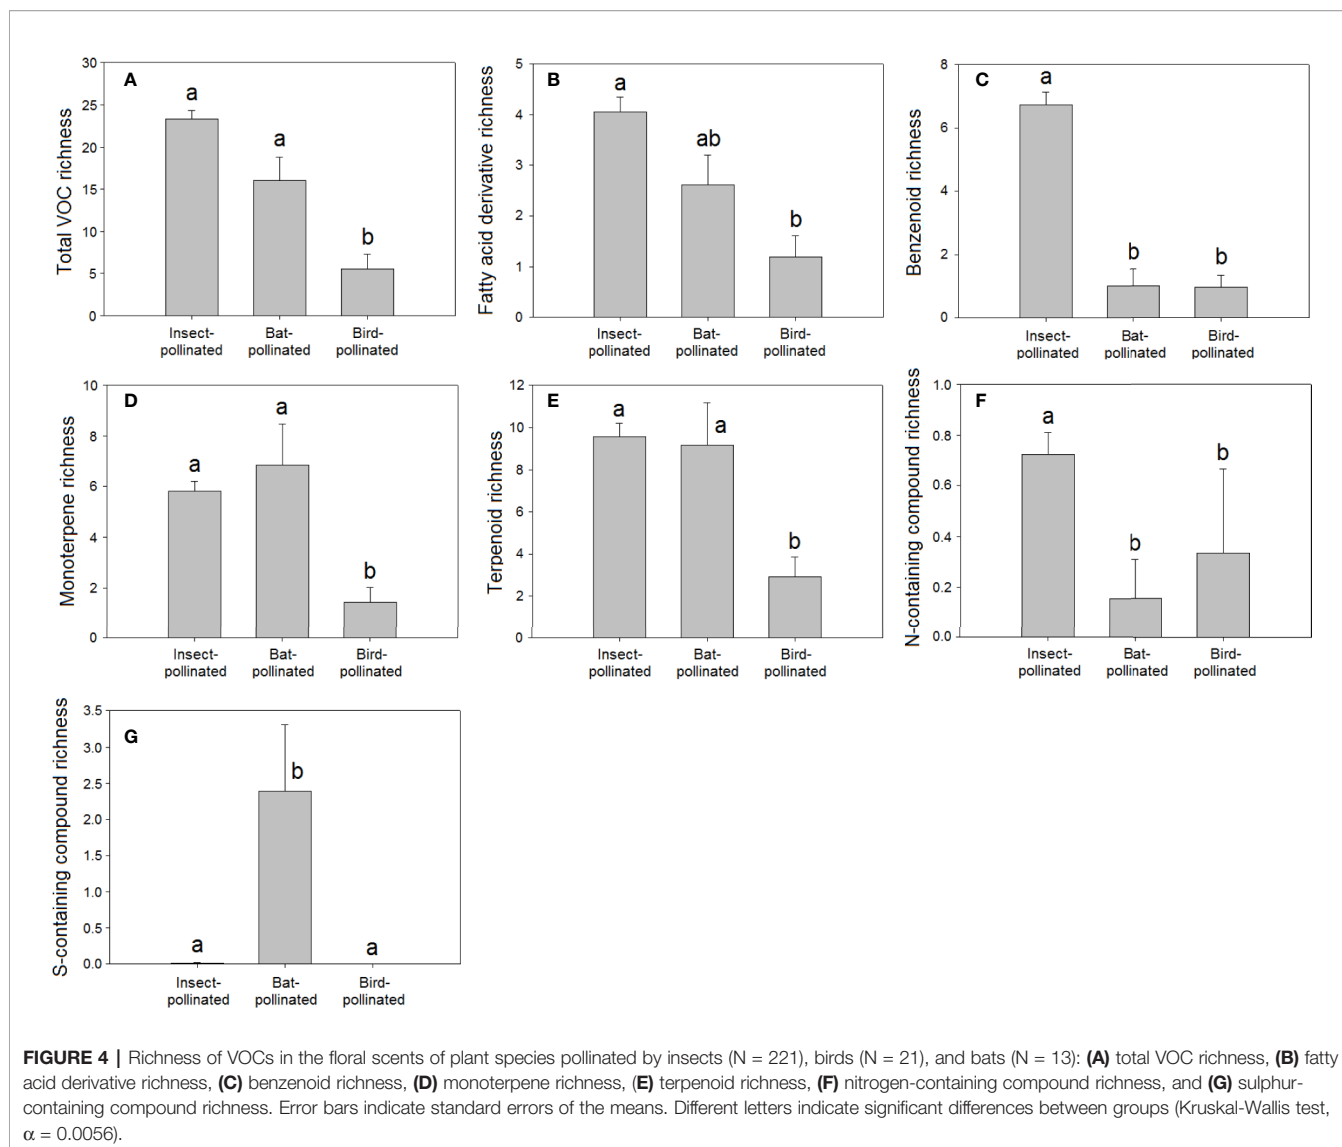 A
Total VOC richness
30
25
20
15
10
5
0
a
a
b
Insect-
pollinated
Bat-
pollinated
Bird-
pollinated
B
Fatty acid derivative richness
5
4
3
2
1
0
a
ab
b
Insect-
pollinated
Bat-
pollinated
Bird-
pollinated
C
Benzenoid richness
8
6
4
2
0
a
b
b
Insect-
pollinated
Bat-
pollinated
Bird-
pollinated
D
Monoterpene richness
10
8
6
4
2
0
a
a
b
Insect-
pollinated
Bat-
pollinated
Bird-
pollinated
E
Terpenoid richness
12
10
8
6
4
2
0
a
a
b
Insect-
pollinated
Bat-
pollinated
Bird-
pollinated
F
N-containing compound richness
1.0
0.8
0.6
0.4
0.2
0.0
a
b
b
Insect-
pollinated
Bat-
pollinated
Bird-
pollinated
G
S-containing compound richness
3.5
3.0
2.5
2.0
1.5
1.0
0.5
0.0
a
b
a
Insect-
pollinated
Bat-
pollinated
Bird-
pollinated
FIGURE 4 | Richness of VOCs in the floral scents of plant species pollinated by insects (N = 221), birds (N = 21), and bats (N = 13): (A) total VOC richness, (B) fatty
acid derivative richness, (C) benzenoid richness, (D) monoterpene richness, (E) terpenoid richness, (F) nitrogen-containing compound richness, and (G) sulphur-
containing compound richness. Error bars indicate standard errors of the means. Different letters indicate significant differences between groups (Kruskal-Wallis test,
α = 0.0056).